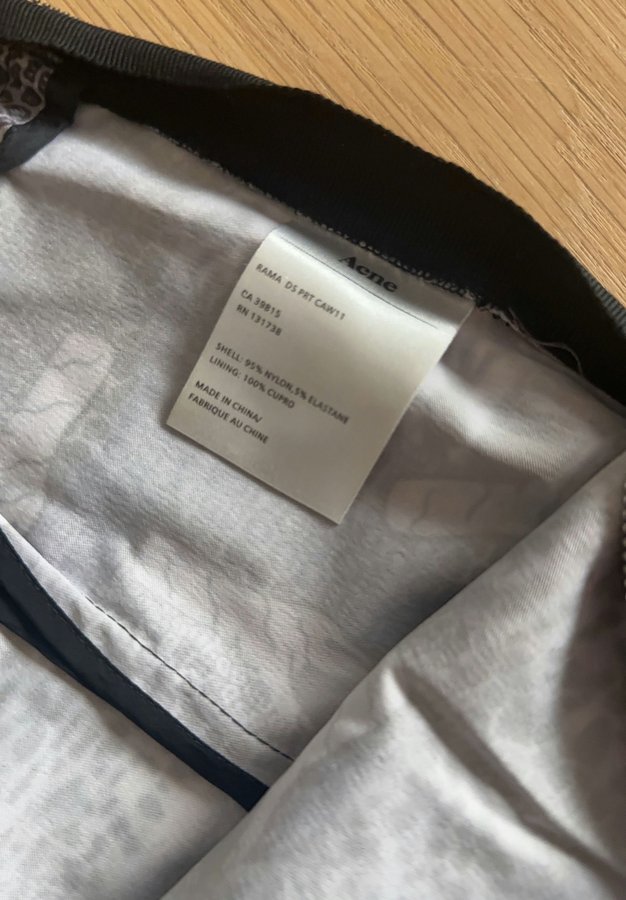 Acne
RAMA DS PRT CAW11
CA 39815
RN 131738
SHELL: 95% NYLON, 5% ELASTANE
LINING: 100% CUPRO
MADE IN CHINA/
FABRIQUE AU CHINE